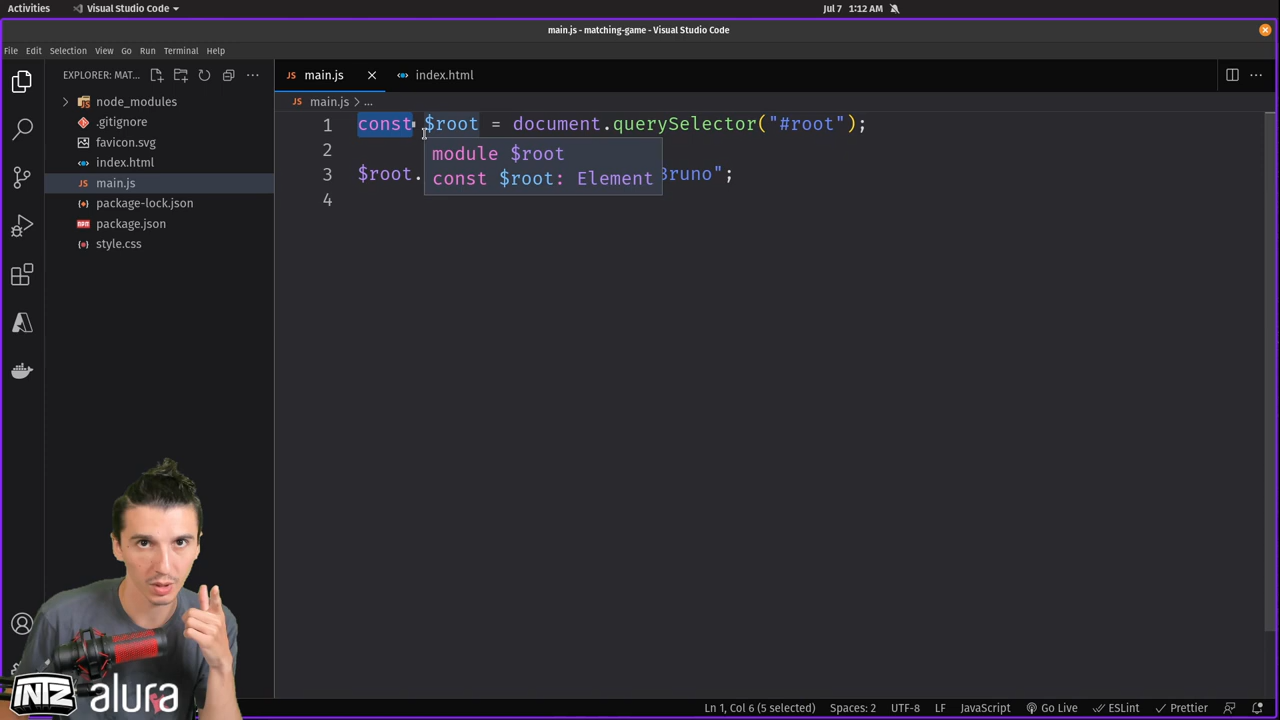 Activities
Visual Studio Code
Jul 7 1:12 AM
main.js - matching-game - Visual Studio Code
File Edit Selection View Go Run Terminal Help
EXPLORER: MAT...
JS main.js
index.html
JS main.js > ...
node_modules
.gitignore
favicon.svg
index.html
JS main.js
package-lock.json
package.json
style.css
1 const $root = document.querySelector("#root");
2
module $root
const $root: Element
3 $root. Bruno";
4
INTZ alura
Ln 1, Col 6 (5 selected) Spaces: 2 UTF-8 LF JavaScript Go Live ESLint Prettier